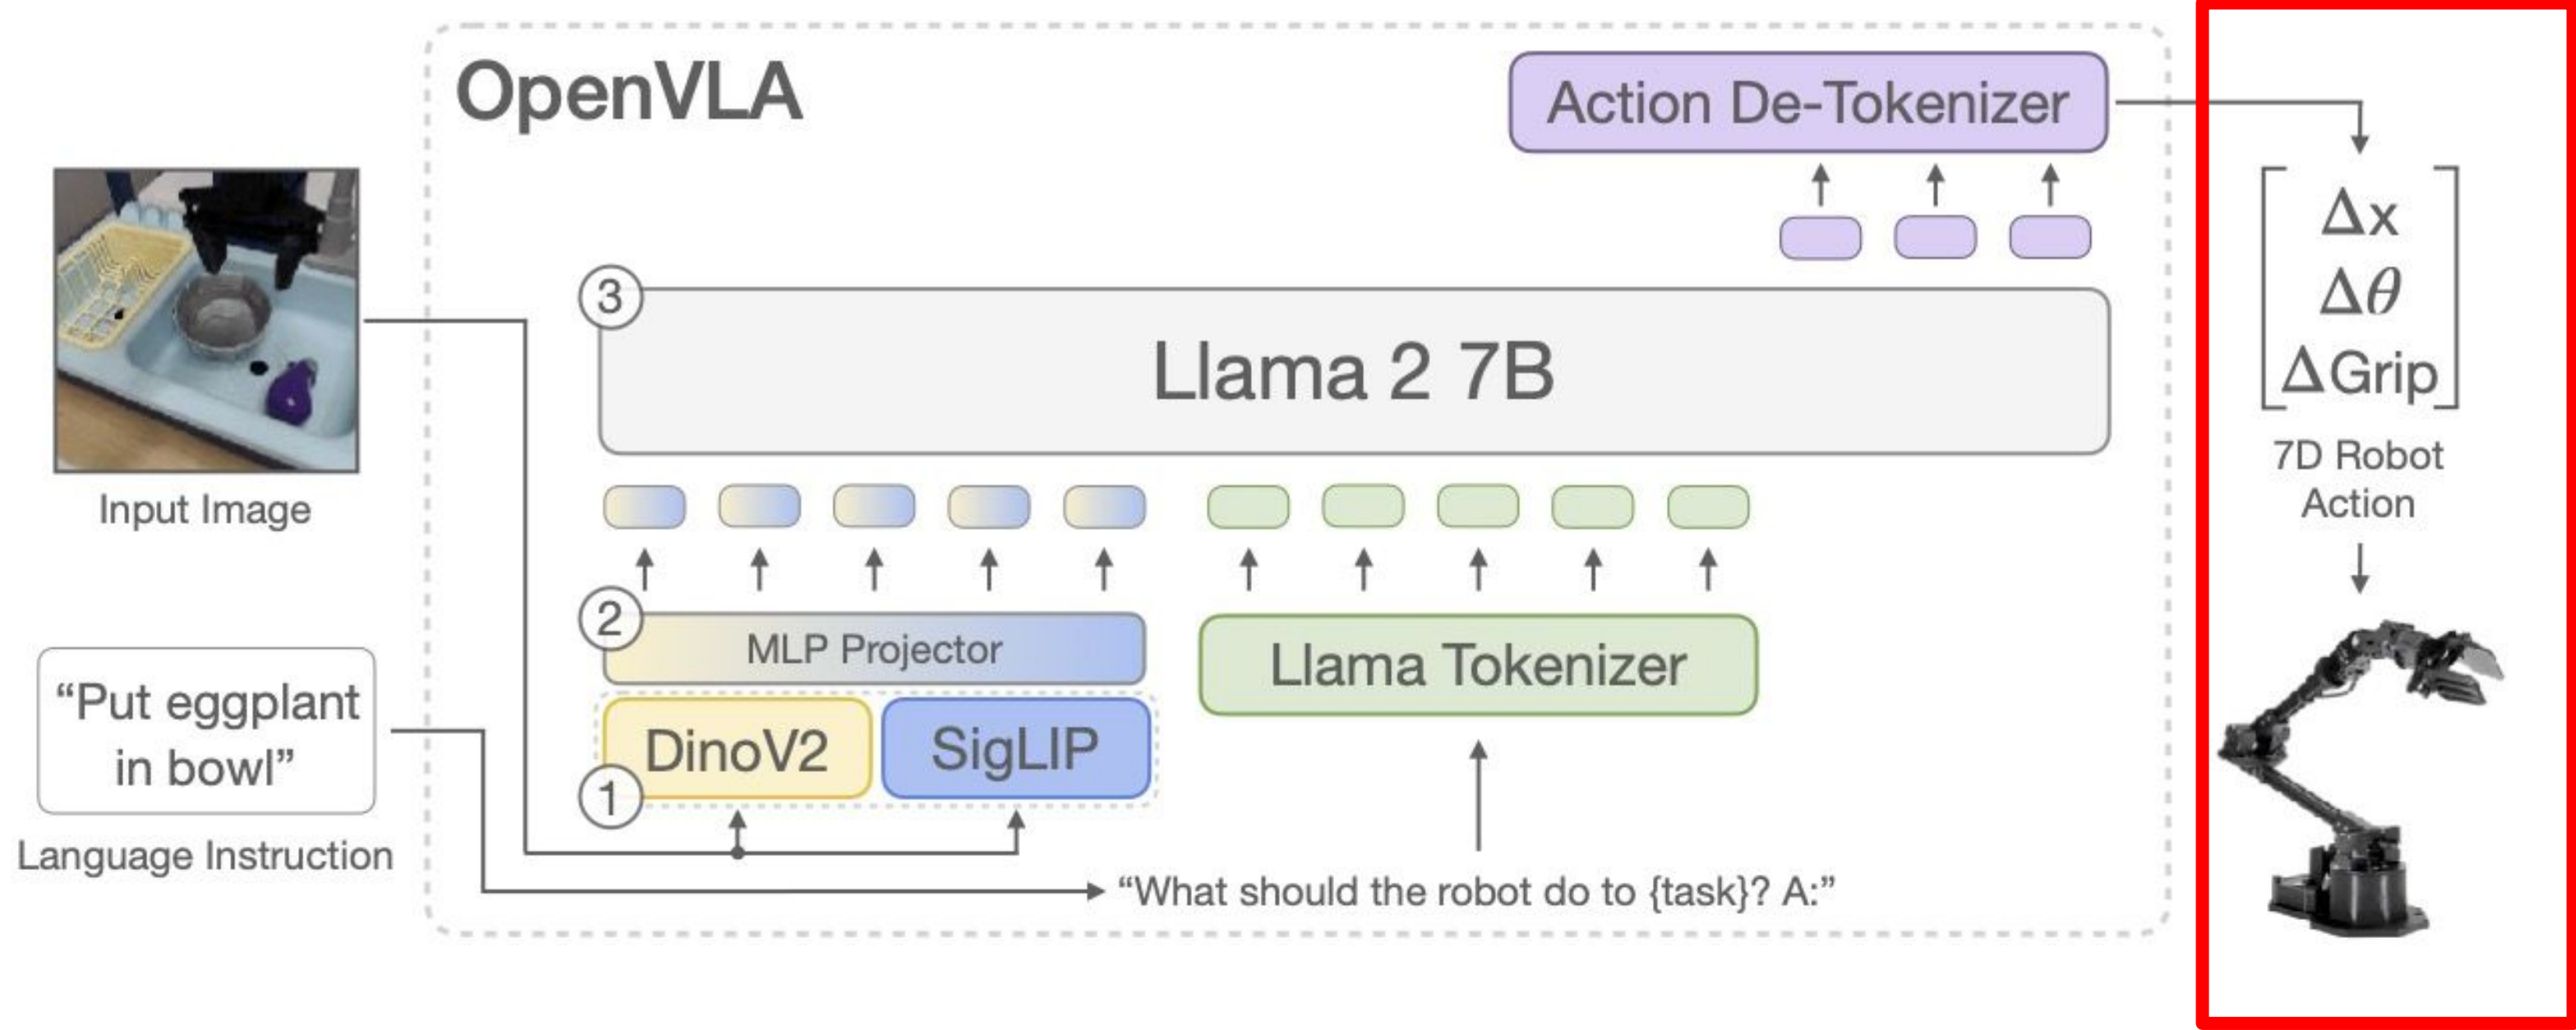 OpenVLA
Action De-Tokenizer
Δx
Δθ
ΔGrip
7D Robot
Action
3
Llama 2 7B
Input Image
2
MLP Projector
Llama Tokenizer
“Put eggplant
in bowl”
Language Instruction
DinoV2
SigLIP
1
“What should the robot do to {task}? A:”